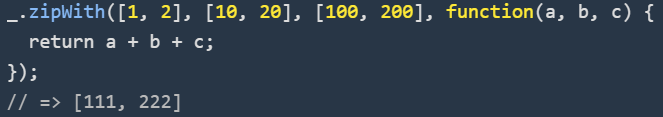 _.zipWith([1, 2], [10, 20], [100, 200], function(a, b, c) {
  return a + b + c;
});
// => [111, 222]